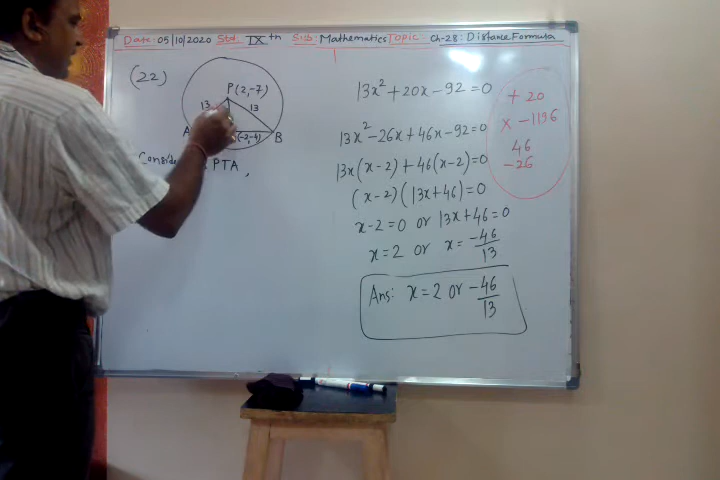 Date: 05/10/2020 Std. IXth Sub: Mathematics Topic: Ch-28: Distance Formula
(22)
P(2,-7)
13 13
A (-2,-4) B
PTA,
13x²+20x-92=0
13x²-26x+46x-92=0
13x(x-2)+46(x-2)=0
(x-2)(13x+46)=0
x-2=0 or 13x+46=0
x=2 or x=-46/13
Ans: x=2 or -46/13
+ 20
x -1196
46
-26